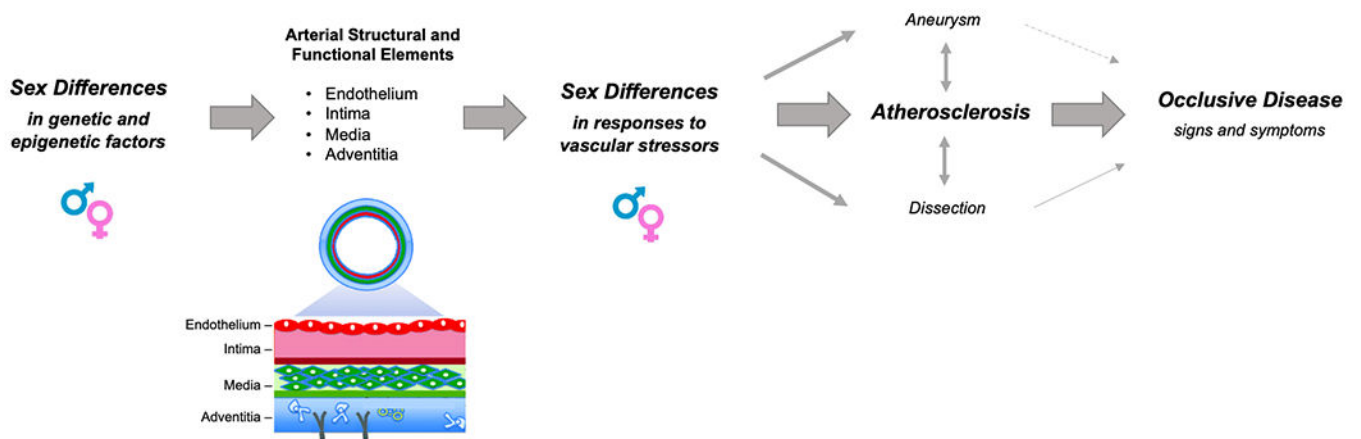 Sex Differences
in genetic and
epigenetic factors
Arterial Structural and
Functional Elements
• Endothelium
• Intima
• Media
• Adventitia
Endothelium
Intima
Media
Adventitia
Sex Differences
in responses to
vascular stressors
Aneurysm
Atherosclerosis
Dissection
Occlusive Disease
signs and symptoms